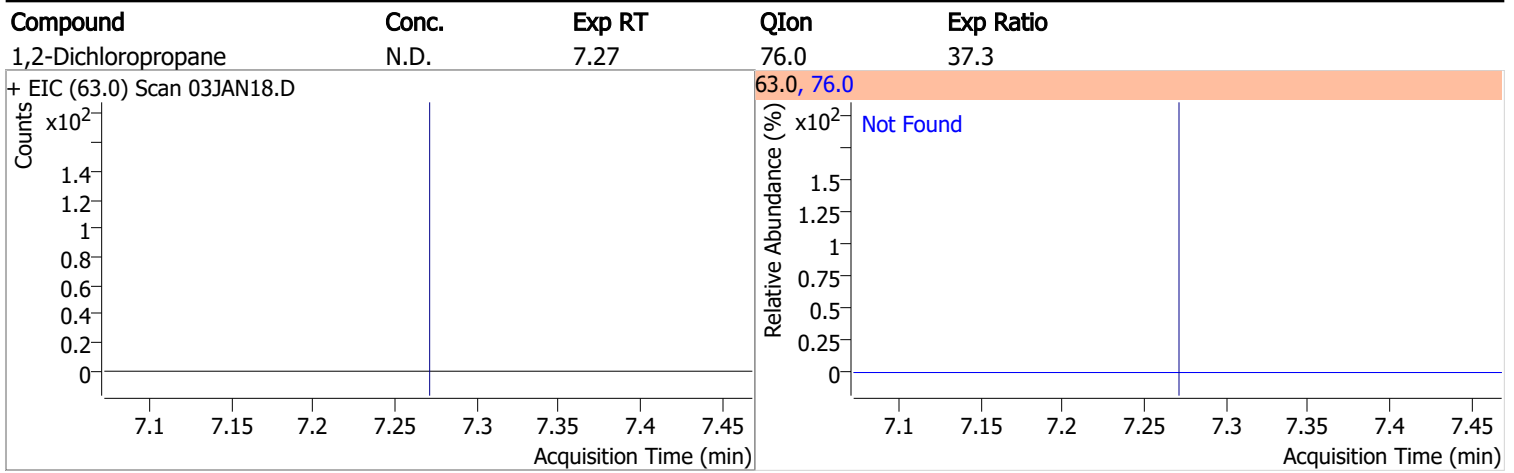 Compound Conc. Exp RT QIon Exp Ratio
1,2-Dichloropropane N.D. 7.27 76.0 37.3
+ EIC (63.0) Scan 03JAN18.D
Counts
x10²
1.4
1.2
1
0.8
0.6
0.4
0.2
0
7.1 7.15 7.2 7.25 7.3 7.35 7.4 7.45
Acquisition Time (min)
63.0, 76.0
Relative Abundance (%)
x10²
Not Found
1.5
1.25
1
0.75
0.5
0.25
0
7.1 7.15 7.2 7.25 7.3 7.35 7.4 7.45
Acquisition Time (min)